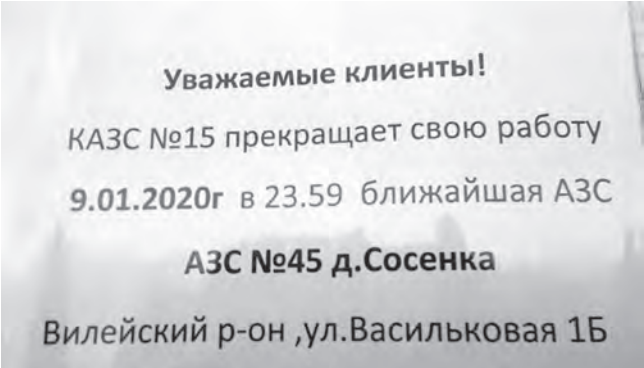 Уважаемые клиенты!
КАЗС №15 прекращает свою работу
9.01.2020г в 23.59 ближайшая АЗС
АЗС №45 д.Сосенка
Вилейский р-он ,ул.Васильковая 1Б